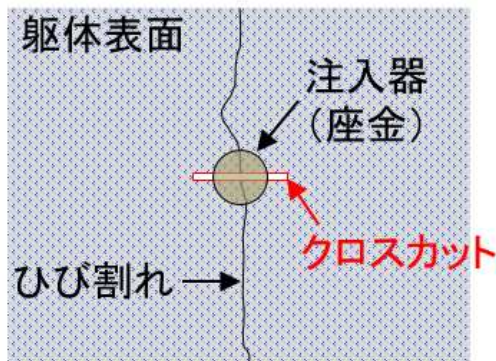 躯体表面
注入器
（座金）
クロスカット
ひび割れ